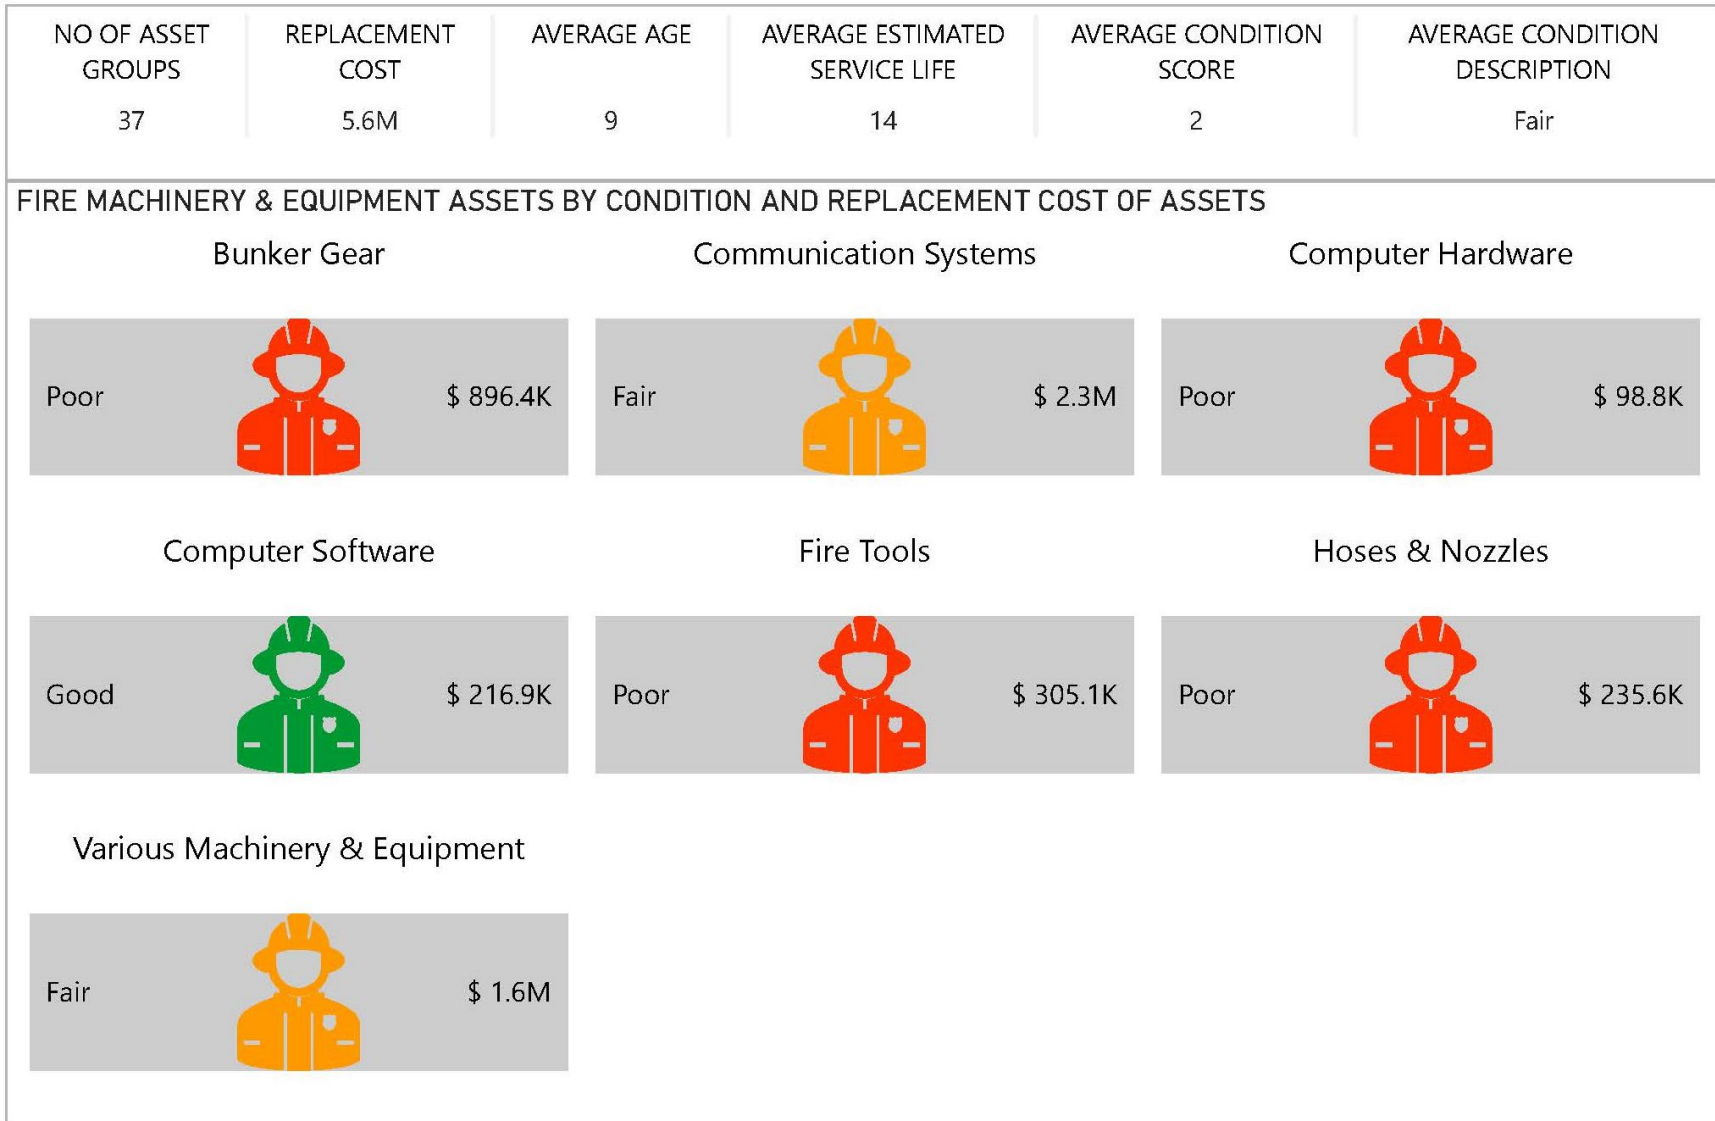 NO OF ASSET GROUPS
37
REPLACEMENT COST
5.6M
AVERAGE AGE
9
AVERAGE ESTIMATED SERVICE LIFE
14
AVERAGE CONDITION SCORE
2
AVERAGE CONDITION DESCRIPTION
Fair
FIRE MACHINERY & EQUIPMENT ASSETS BY CONDITION AND REPLACEMENT COST OF ASSETS
Bunker Gear
Poor
$ 896.4K
Communication Systems
Fair
$ 2.3M
Computer Hardware
Poor
$ 98.8K
Computer Software
Good
$ 216.9K
Fire Tools
Poor
$ 305.1K
Hoses & Nozzles
Poor
$ 235.6K
Various Machinery & Equipment
Fair
$ 1.6M